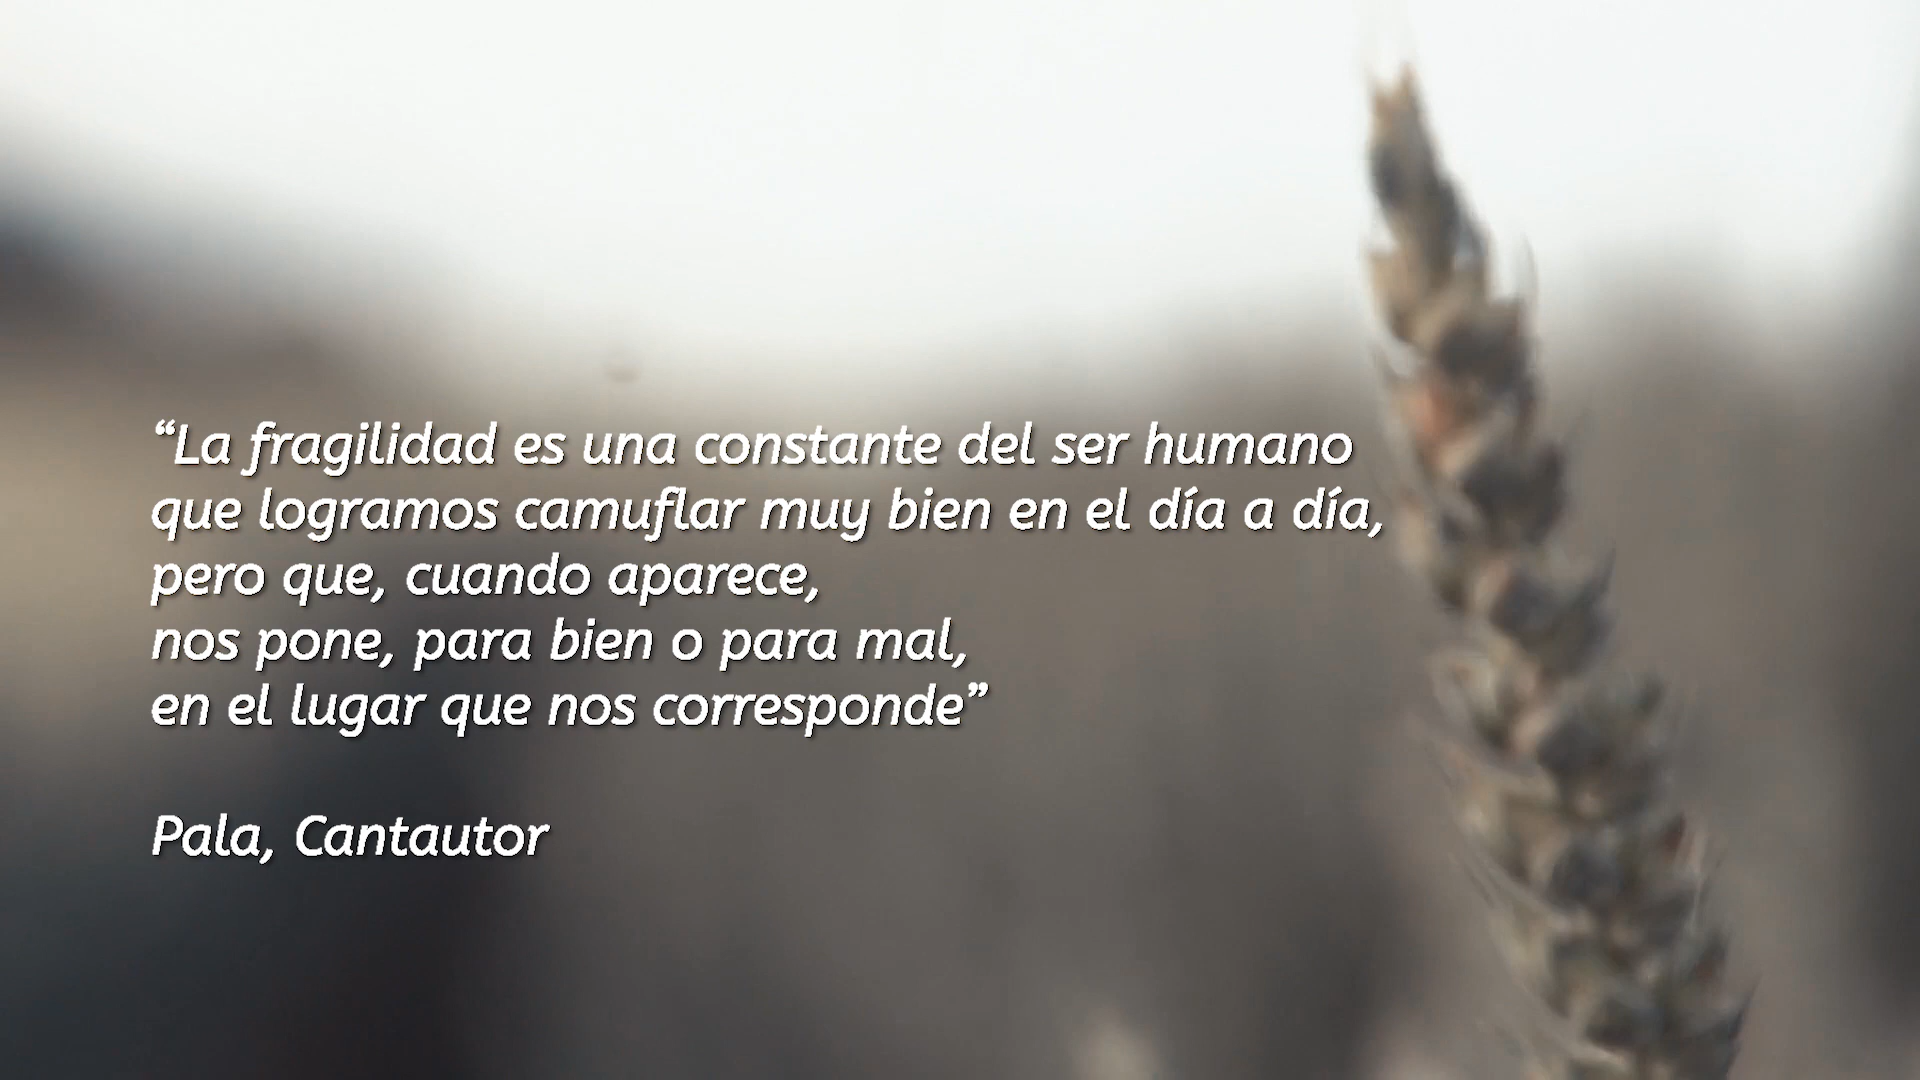 “La fragilidad es una constante del ser humano
que logramos camuflar muy bien en el día a día,
pero que, cuando aparece,
nos pone, para bien o para mal,
en el lugar que nos corresponde”
Pala, Cantautor